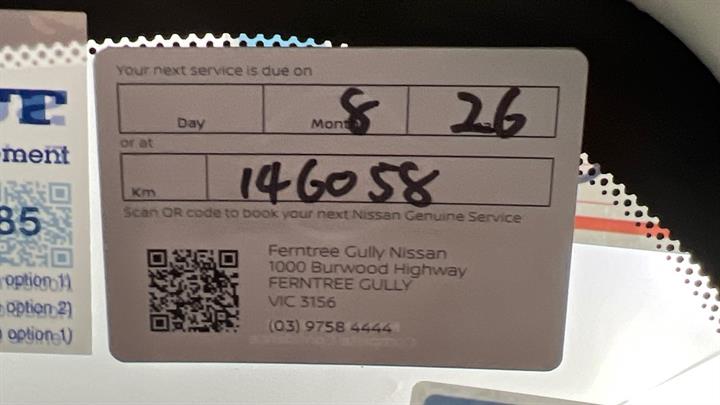 Your next service is due on
Day Month 8 26
or at
Km 146058
Scan QR code to book your next Nissan Genuine Service
Ferntree Gully Nissan
1000 Burwood Highway
FERNTREE GULLY
VIC 3156
(03) 9758 4444
ment
85
option 1)
option 2)
option 1)